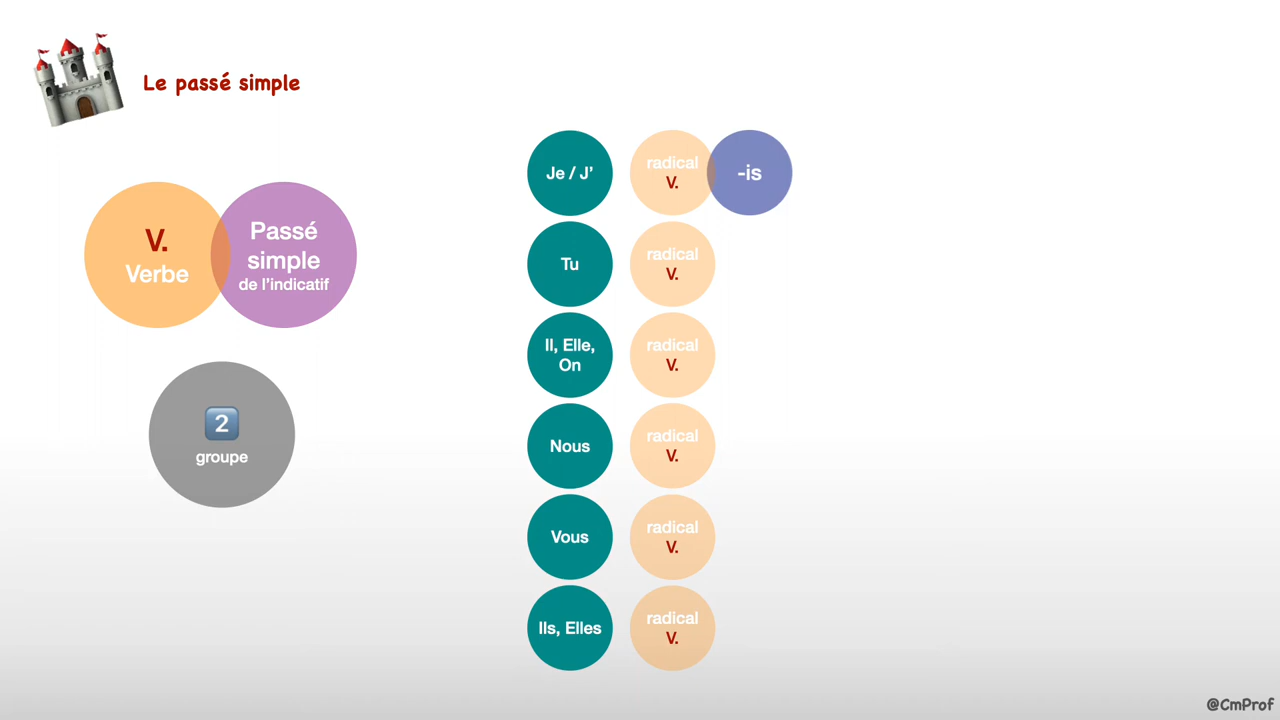 Le passé simple
V.
Verbe
Passé
simple
de l'indicatif
2
groupe
Je / J'
radical
V.
-is
Tu
radical
V.
Il, Elle,
On
radical
V.
Nous
radical
V.
Vous
radical
V.
Ils, Elles
radical
V.
@CmProf